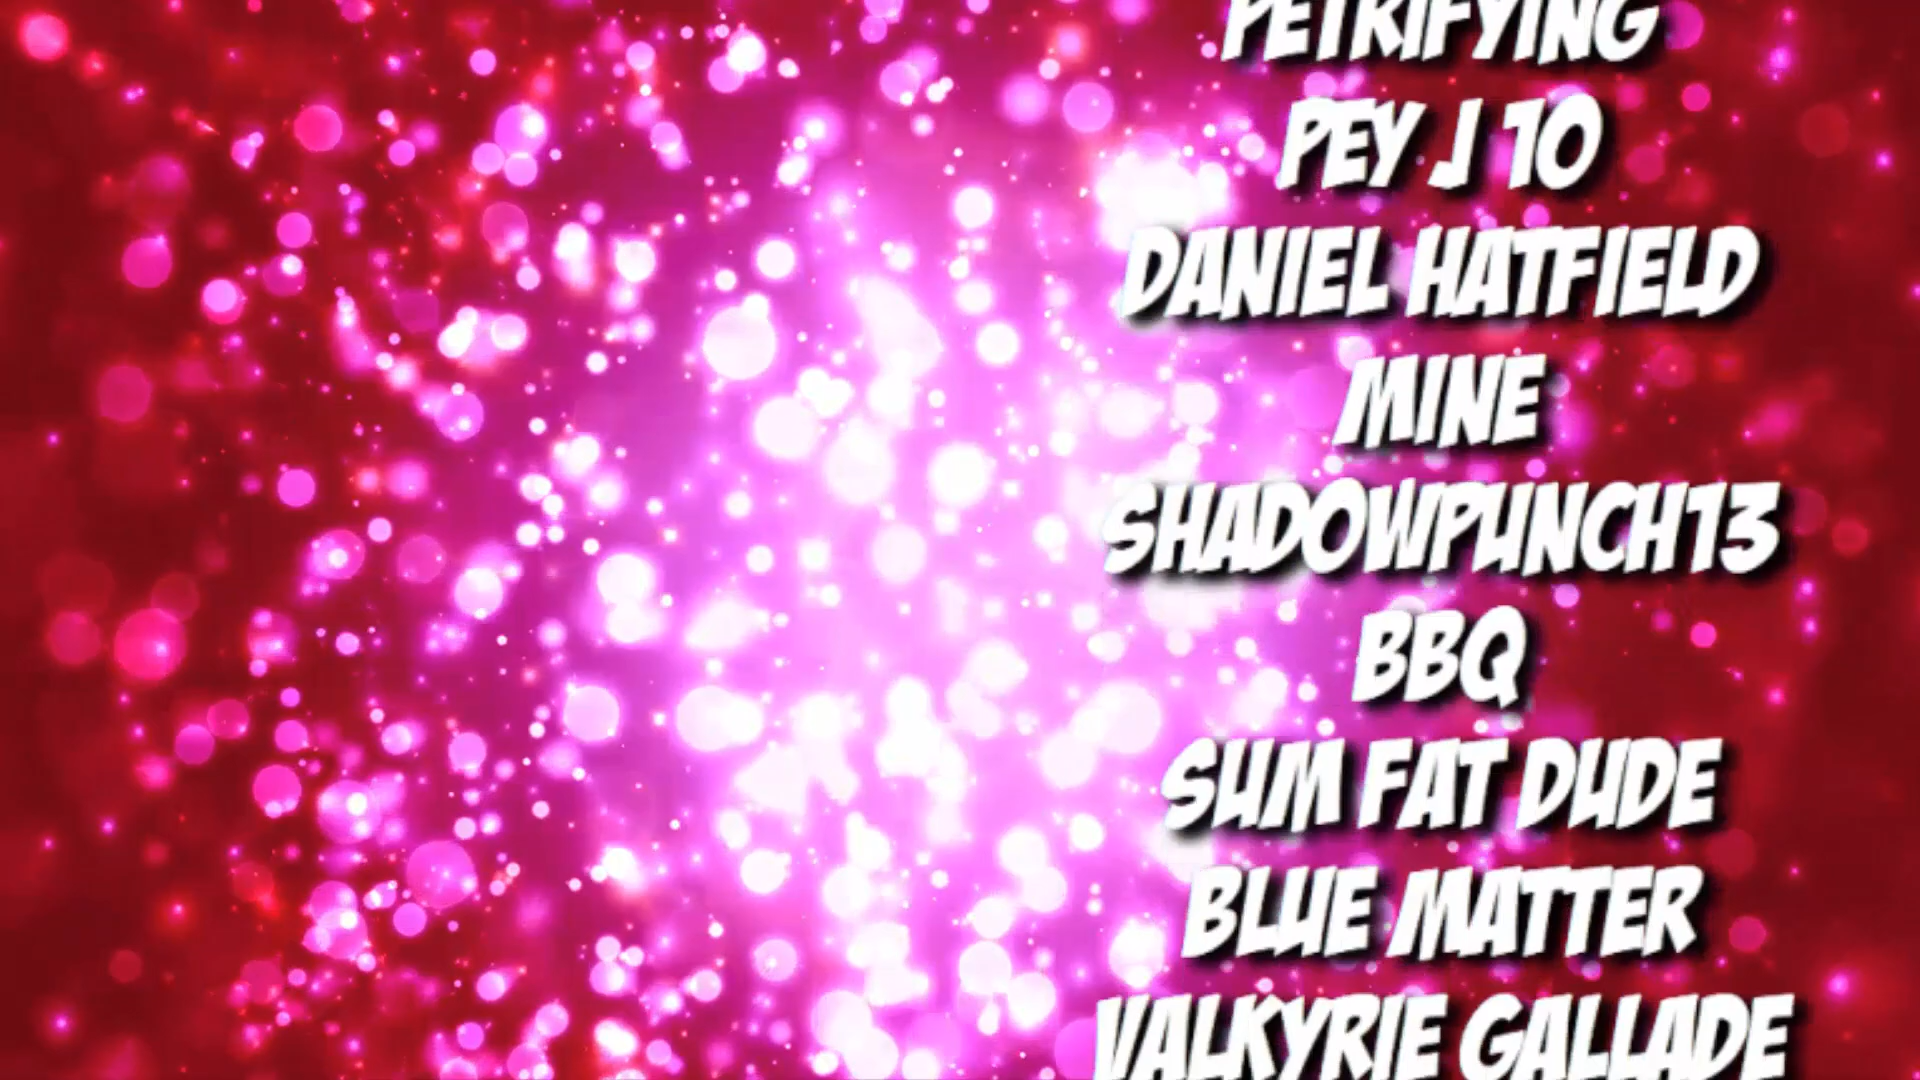 PETRIFYING
PEY J 10
DANIEL HATFIELD
MINE
SHADOWPUNCH13
BBQ
SUM FAT DUDE
BLUE MATTER
VALKYRIE GALLADE